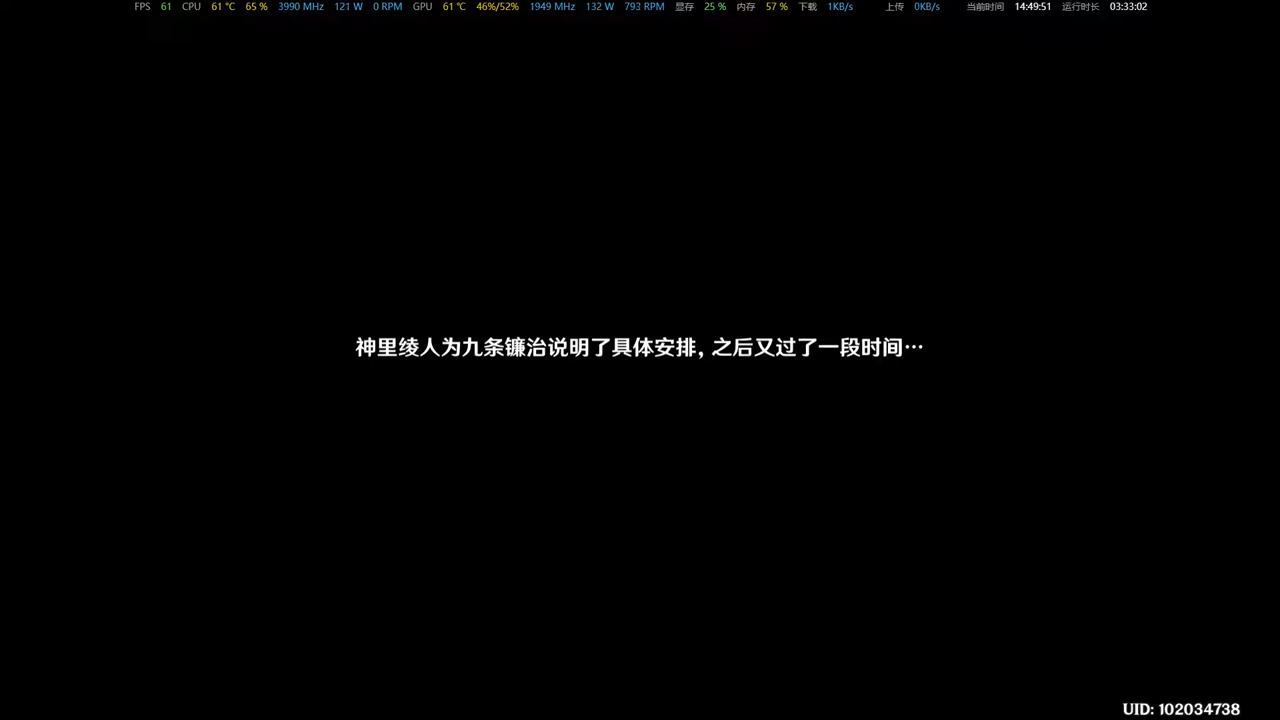 FPS 61 CPU 61 °C 65 % 3990 MHz 121 W 0 RPM GPU 61 °C 46%/52% 1949 MHz 132 W 793 RPM 显存 25 % 内存 57 % 下载 1KB/s 上传 0KB/s 当前时间 14:49:51 运行时长 03:33:02
神里绫人为九条镰治说明了具体安排，之后又过了一段时间…
UID: 102034738